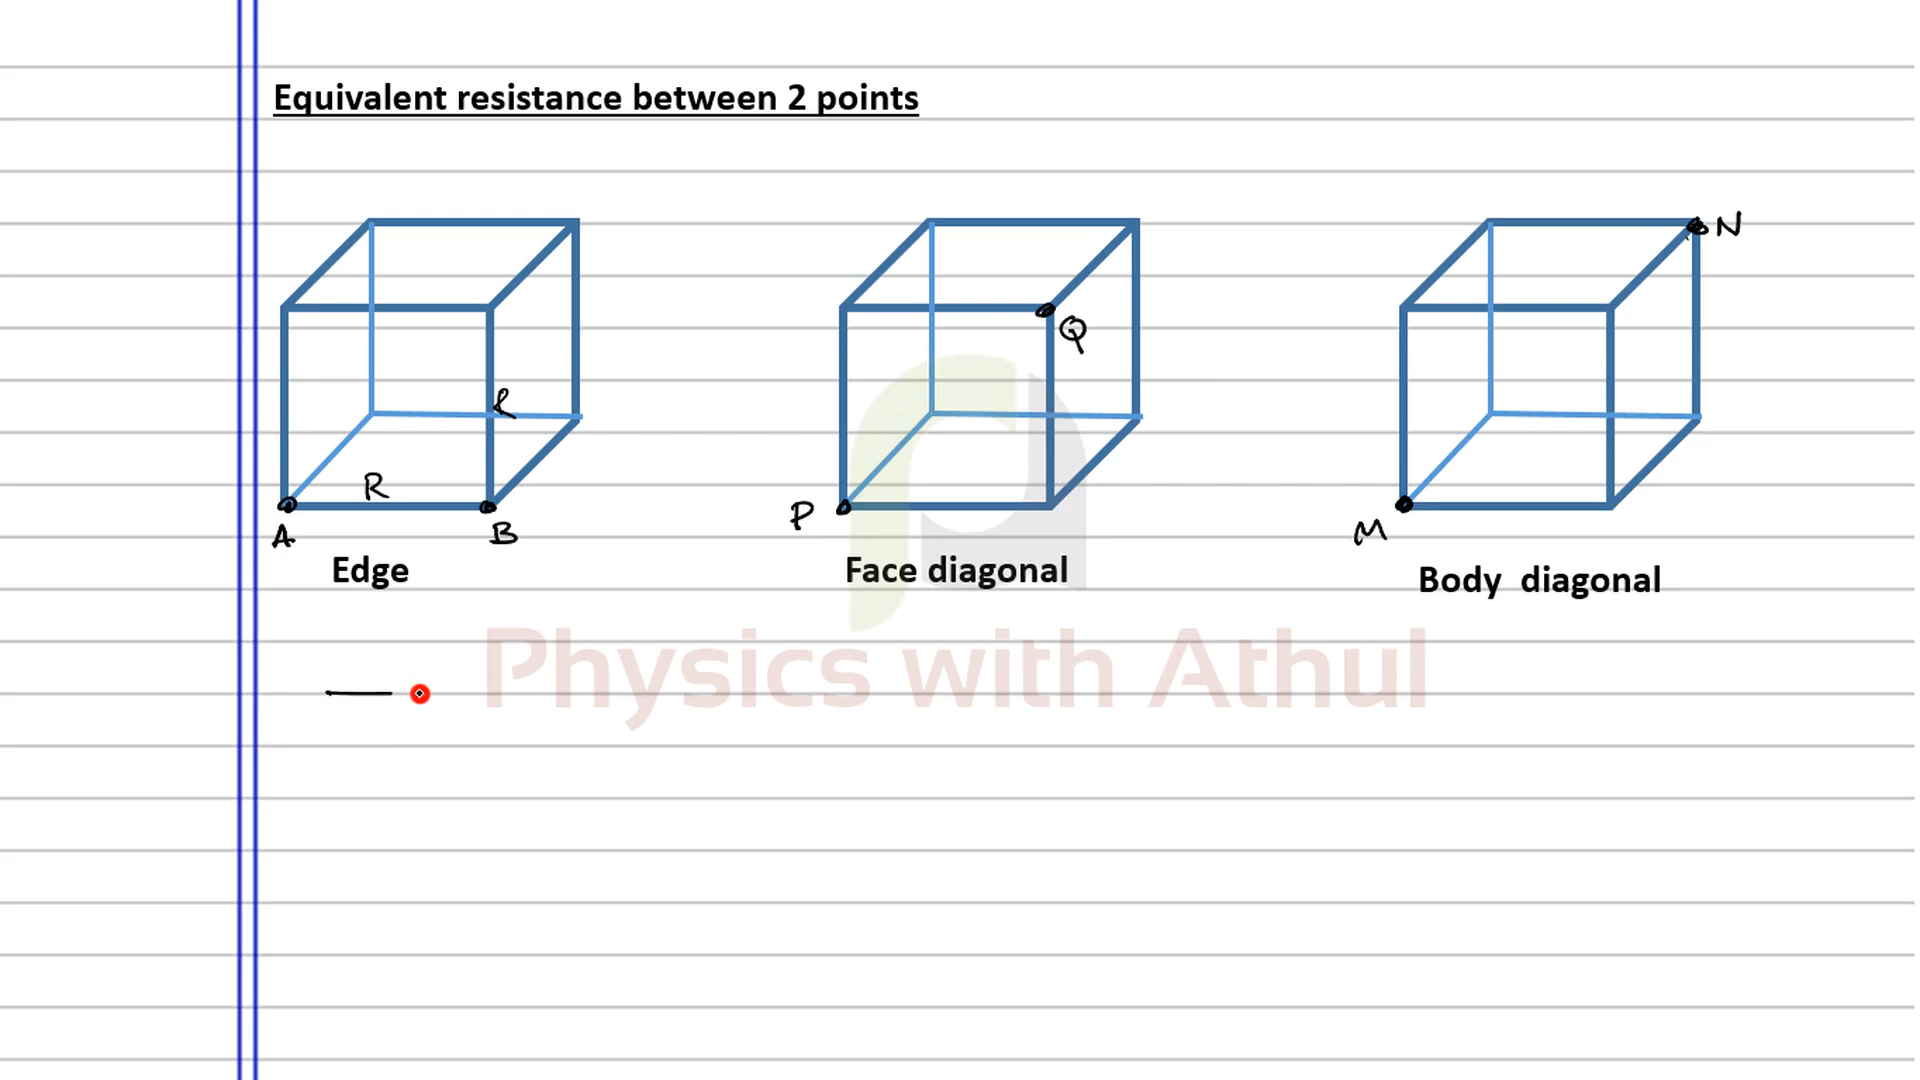 Equivalent resistance between 2 points
N
Q
R
R
A
B
P
M
Edge
Face diagonal
Body diagonal
Physics with Athul